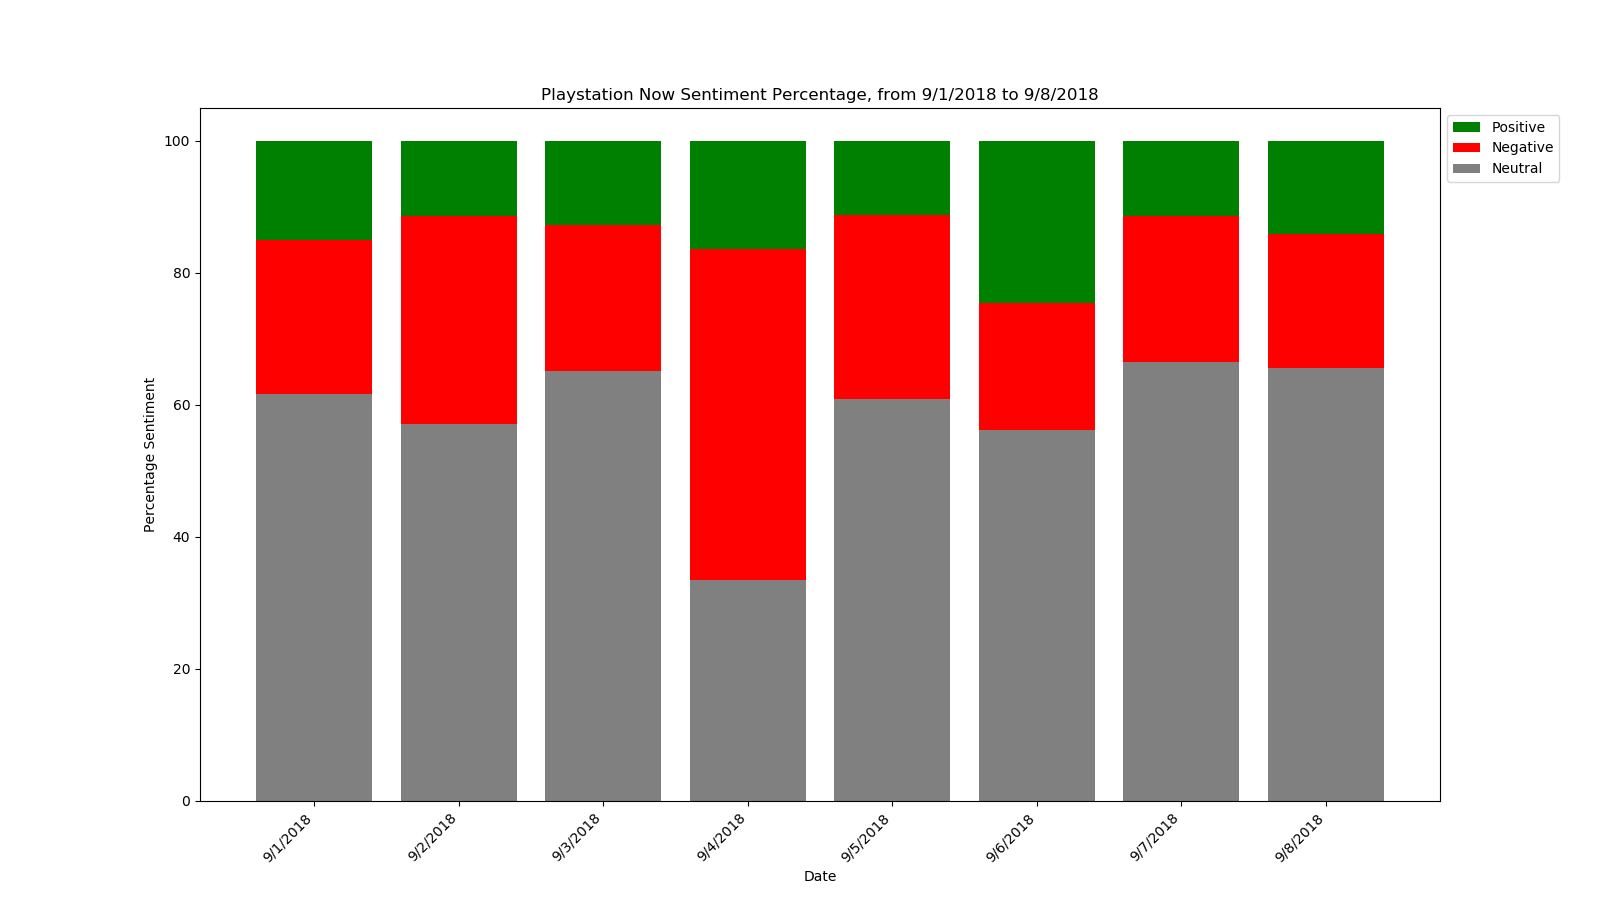 Playstation Now Sentiment Percentage, from 9/1/2018 to 9/8/2018
Positive
Negative
Neutral
Percentage Sentiment
100
80
60
40
20
0
9/1/2018
9/2/2018
9/3/2018
9/4/2018
9/5/2018
9/6/2018
9/7/2018
9/8/2018
Date